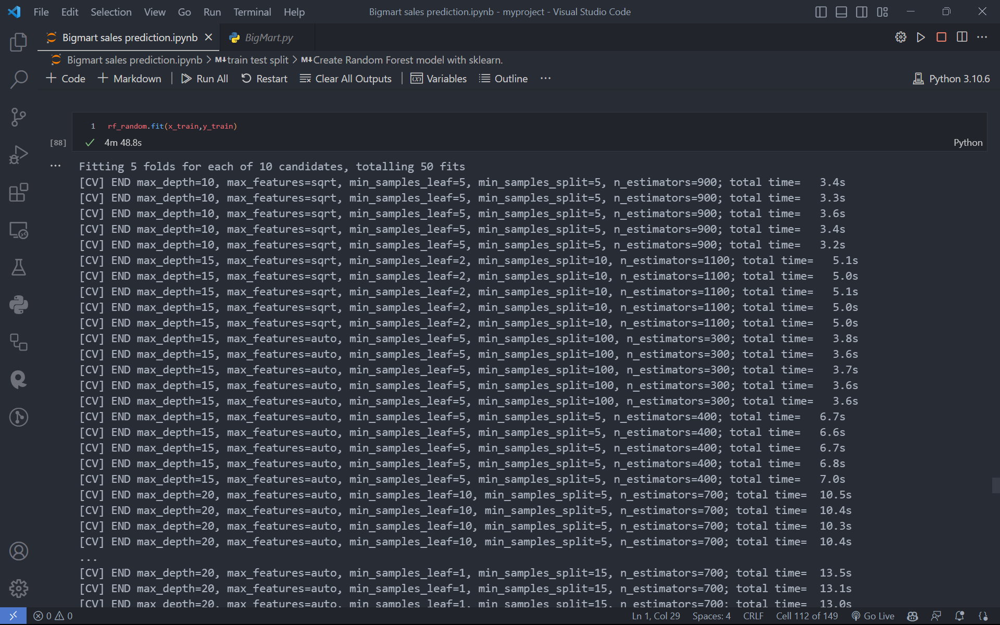 File Edit Selection View Go Run Terminal Help Bigmart sales prediction.ipynb - myproject - Visual Studio Code
Bigmart sales prediction.ipynb BigMart.py
Bigmart sales prediction.ipynb > M↓train test split > M↓Create Random Forest model with sklearn.
+ Code + Markdown | Run All Restart Clear All Outputs | Variables Outline ... Python 3.10.6
1 rf_random.fit(x_train,y_train)
[88] 4m 48.8s Python
... Fitting 5 folds for each of 10 candidates, totalling 50 fits
[CV] END max_depth=10, max_features=sqrt, min_samples_leaf=5, min_samples_split=5, n_estimators=900; total time=   3.4s
[CV] END max_depth=10, max_features=sqrt, min_samples_leaf=5, min_samples_split=5, n_estimators=900; total time=   3.3s
[CV] END max_depth=10, max_features=sqrt, min_samples_leaf=5, min_samples_split=5, n_estimators=900; total time=   3.6s
[CV] END max_depth=10, max_features=sqrt, min_samples_leaf=5, min_samples_split=5, n_estimators=900; total time=   3.4s
[CV] END max_depth=10, max_features=sqrt, min_samples_leaf=5, min_samples_split=5, n_estimators=900; total time=   3.2s
[CV] END max_depth=15, max_features=sqrt, min_samples_leaf=2, min_samples_split=10, n_estimators=1100; total time=   5.1s
[CV] END max_depth=15, max_features=sqrt, min_samples_leaf=2, min_samples_split=10, n_estimators=1100; total time=   5.0s
[CV] END max_depth=15, max_features=sqrt, min_samples_leaf=2, min_samples_split=10, n_estimators=1100; total time=   5.1s
[CV] END max_depth=15, max_features=sqrt, min_samples_leaf=2, min_samples_split=10, n_estimators=1100; total time=   5.0s
[CV] END max_depth=15, max_features=sqrt, min_samples_leaf=2, min_samples_split=10, n_estimators=1100; total time=   5.0s
[CV] END max_depth=15, max_features=auto, min_samples_leaf=5, min_samples_split=100, n_estimators=300; total time=   3.8s
[CV] END max_depth=15, max_features=auto, min_samples_leaf=5, min_samples_split=100, n_estimators=300; total time=   3.6s
[CV] END max_depth=15, max_features=auto, min_samples_leaf=5, min_samples_split=100, n_estimators=300; total time=   3.7s
[CV] END max_depth=15, max_features=auto, min_samples_leaf=5, min_samples_split=100, n_estimators=300; total time=   3.6s
[CV] END max_depth=15, max_features=auto, min_samples_leaf=5, min_samples_split=100, n_estimators=300; total time=   3.6s
[CV] END max_depth=15, max_features=auto, min_samples_leaf=5, min_samples_split=5, n_estimators=400; total time=   6.7s
[CV] END max_depth=15, max_features=auto, min_samples_leaf=5, min_samples_split=5, n_estimators=400; total time=   6.6s
[CV] END max_depth=15, max_features=auto, min_samples_leaf=5, min_samples_split=5, n_estimators=400; total time=   6.7s
[CV] END max_depth=15, max_features=auto, min_samples_leaf=5, min_samples_split=5, n_estimators=400; total time=   6.8s
[CV] END max_depth=15, max_features=auto, min_samples_leaf=5, min_samples_split=5, n_estimators=400; total time=   7.0s
[CV] END max_depth=20, max_features=auto, min_samples_leaf=10, min_samples_split=5, n_estimators=700; total time=  10.5s
[CV] END max_depth=20, max_features=auto, min_samples_leaf=10, min_samples_split=5, n_estimators=700; total time=  10.4s
[CV] END max_depth=20, max_features=auto, min_samples_leaf=10, min_samples_split=5, n_estimators=700; total time=  10.3s
[CV] END max_depth=20, max_features=auto, min_samples_leaf=10, min_samples_split=5, n_estimators=700; total time=  10.4s
...
[CV] END max_depth=20, max_features=auto, min_samples_leaf=1, min_samples_split=15, n_estimators=700; total time=  13.5s
[CV] END max_depth=20, max_features=auto, min_samples_leaf=1, min_samples_split=15, n_estimators=700; total time=  13.1s
[CV] END max_depth=20, max_features=auto, min_samples_leaf=1, min_samples_split=15, n_estimators=700; total time=  13.0s
0 0 Ln 1, Col 29 Spaces: 4 CRLF Cell 112 of 149 Go Live